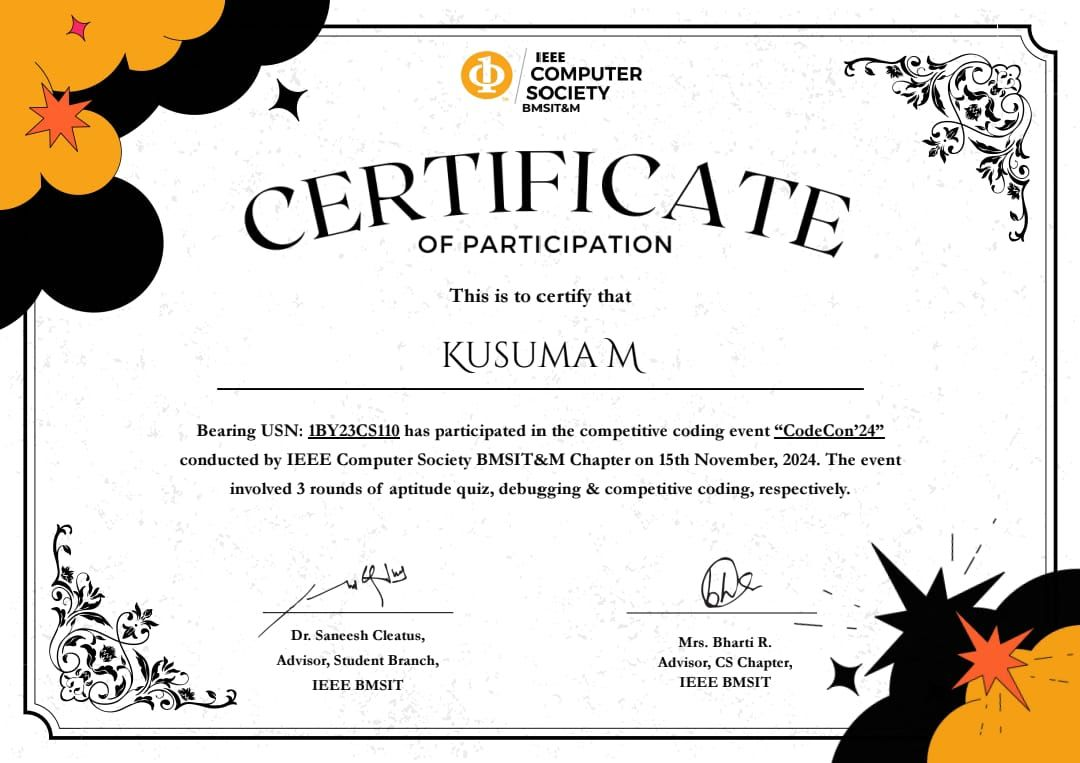 IEEE
COMPUTER
SOCIETY
BMSIT&M
CERTIFICATE
OF PARTICIPATION
This is to certify that
KUSUMA M
Bearing USN: 1BY23CS110 has participated in the competitive coding event “CodeCon’24”
conducted by IEEE Computer Society BMSIT&M Chapter on 15th November, 2024. The event
involved 3 rounds of aptitude quiz, debugging & competitive coding, respectively.
Dr. Saneesh Cleatus,
Advisor, Student Branch,
IEEE BMSIT
Mrs. Bharti R.
Advisor, CS Chapter,
IEEE BMSIT